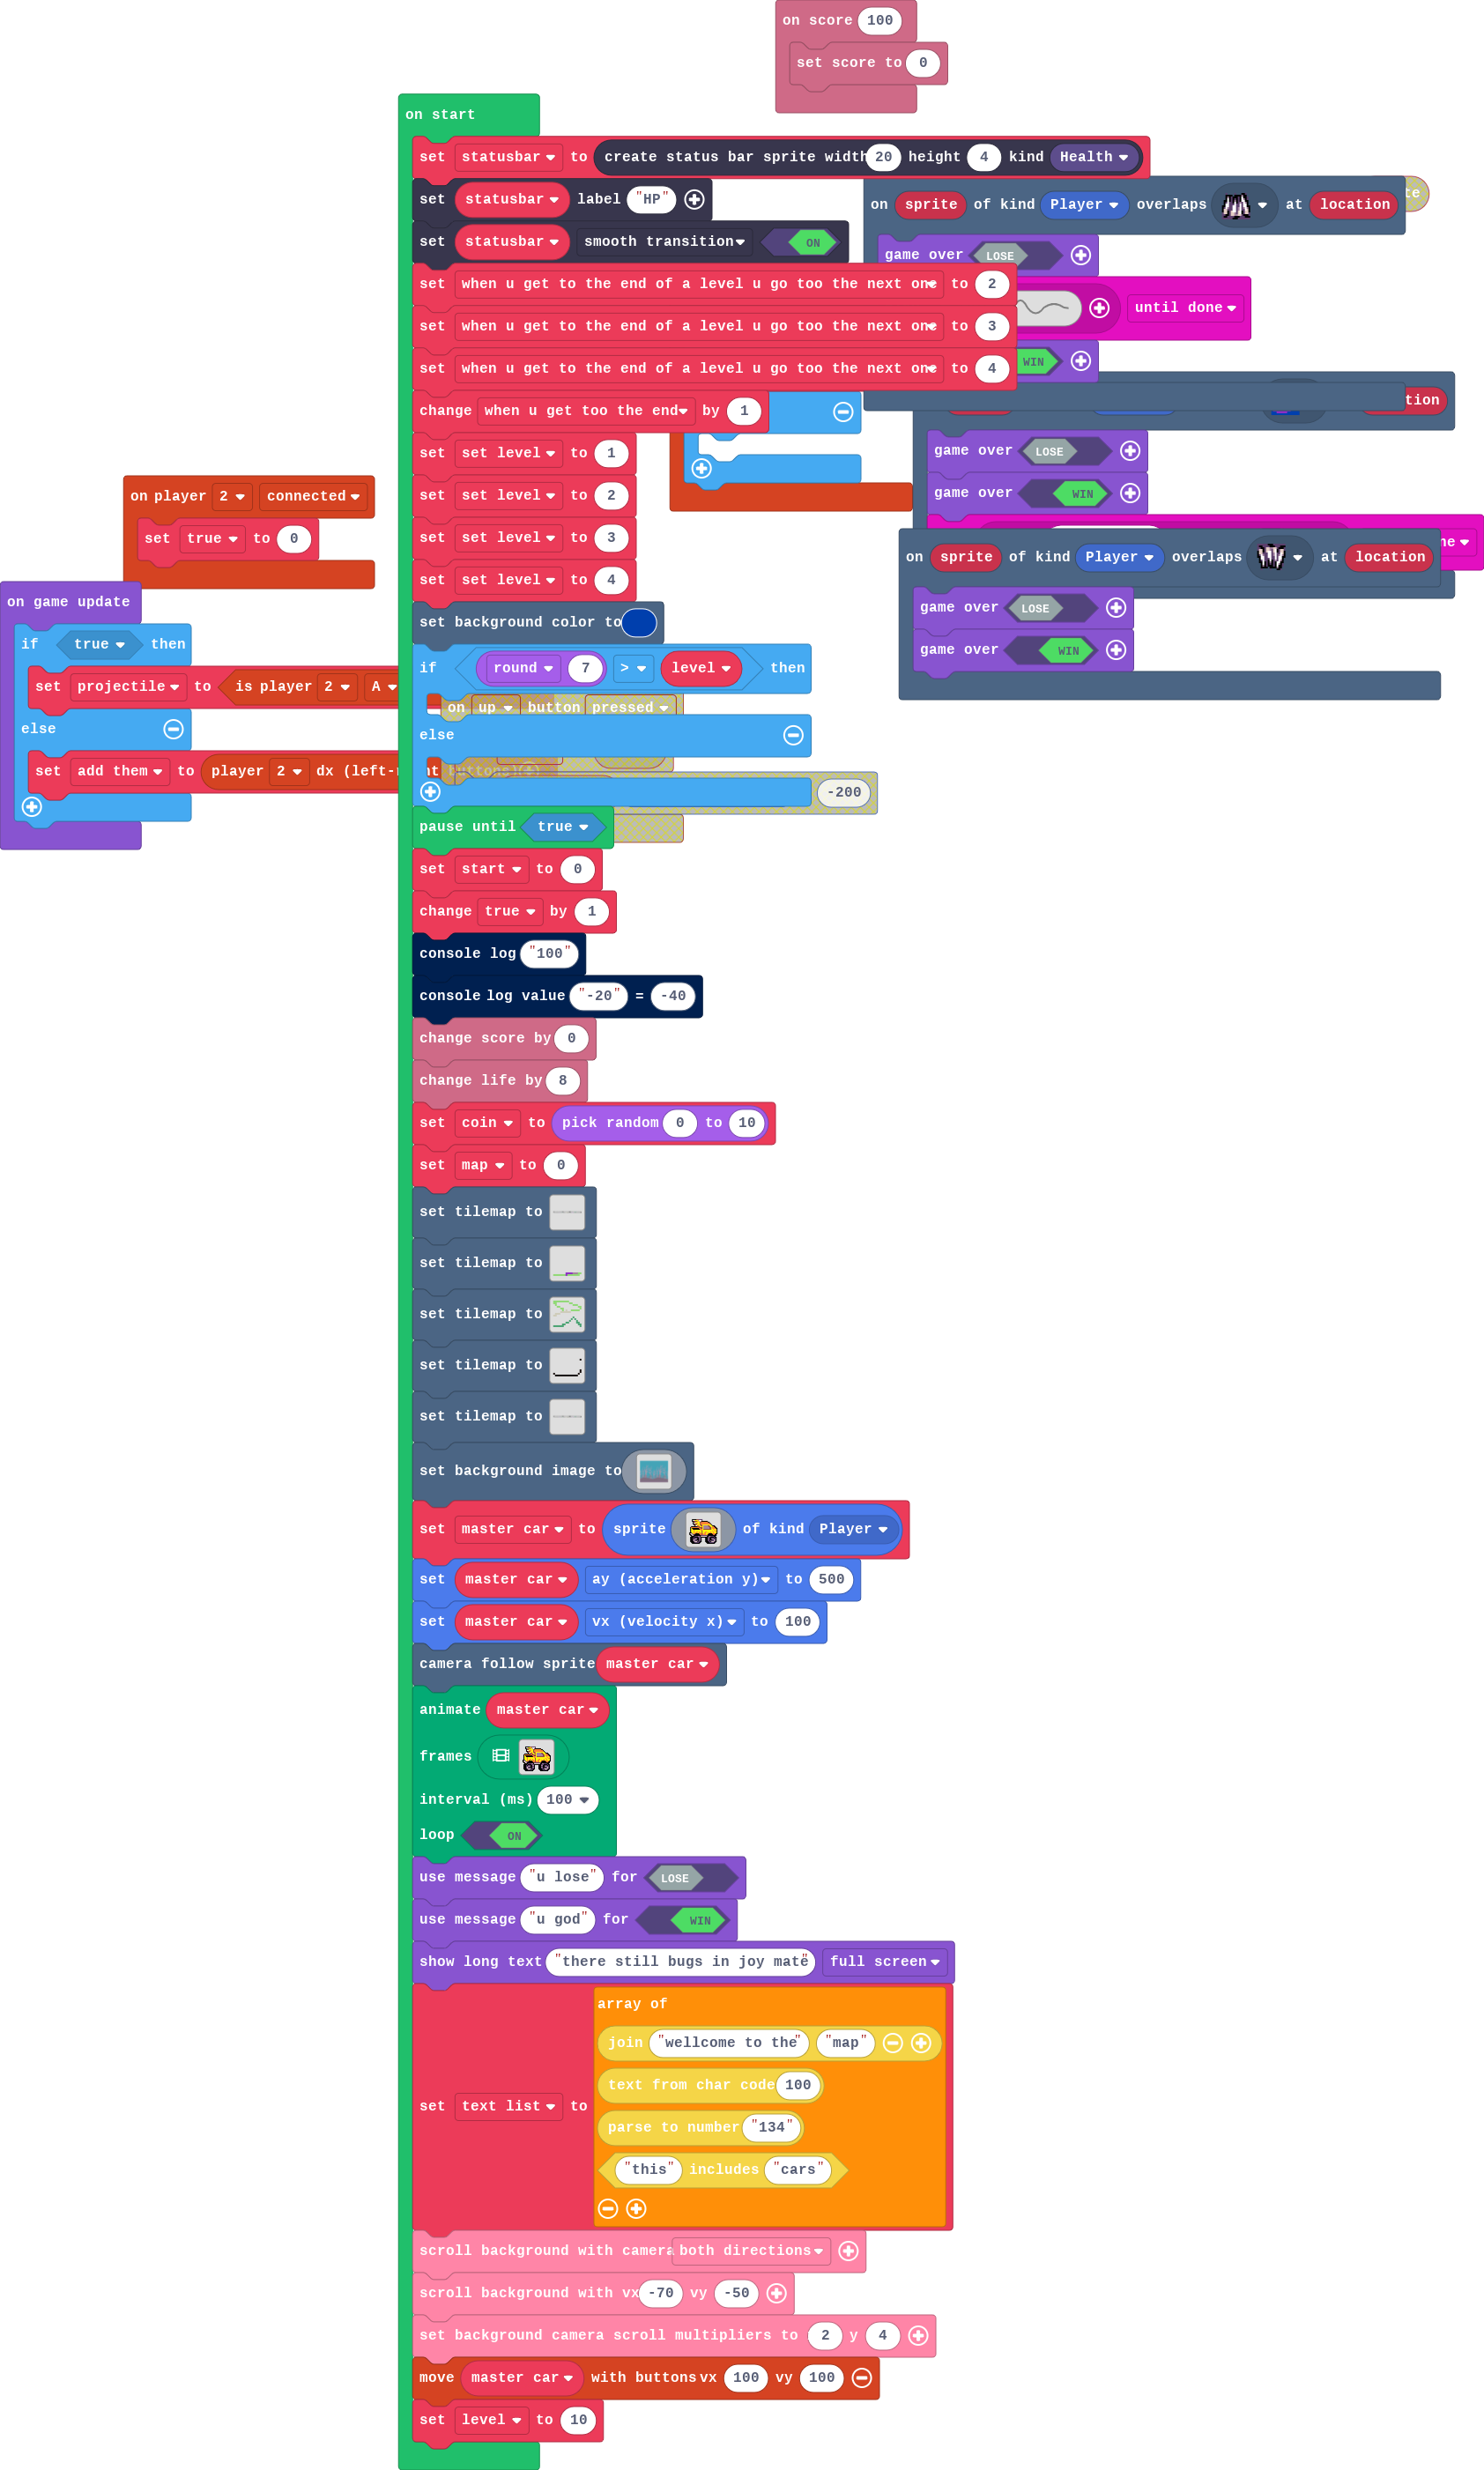 on score 100
set score to 0
on start
set statusbar to create status bar sprite width 20 height 4 kind Health
set statusbar label "HP"
set statusbar smooth transition ON
set when u get to the end of a level u go too the next one to 2
set when u get to the end of a level u go too the next one to 3
set when u get to the end of a level u go too the next one to 4
change when u get too the end by 1
set set level to 1
set set level to 2
set set level to 3
set set level to 4
set background color to
if round 7 > level then
on up button pressed
else
-200
pause until true
set start to 0
change true by 1
console log "100"
console log value "-20" = -40
change score by 0
change life by 8
set coin to pick random 0 to 10
set map to 0
set tilemap to
set tilemap to
set tilemap to
set tilemap to
set tilemap to
set background image to
set master car to sprite of kind Player
set master car ay (acceleration y) to 500
set master car vx (velocity x) to 100
camera follow sprite master car
animate master car
frames
interval (ms) 100
loop ON
use message "u lose" for LOSE
use message "u god" for WIN
show long text "there still bugs in joy mate" full screen
set text list to array of
join "wellcome to the" "map"
text from char code 100
parse to number "134"
"this" includes "cars"
scroll background with camera both directions
scroll background with vx -70 vy -50
set background camera scroll multipliers to 2 y 4
move master car with buttons vx 100 vy 100
set level to 10
on player 2 connected
set true to 0
on game update
if true then
set projectile to is player 2 A
else
set add them to player 2 dx (left-
on sprite of kind Player overlaps at location
game over LOSE
until done
WIN
game over LOSE
game over WIN
on sprite of kind Player overlaps at location
game over LOSE
game over WIN